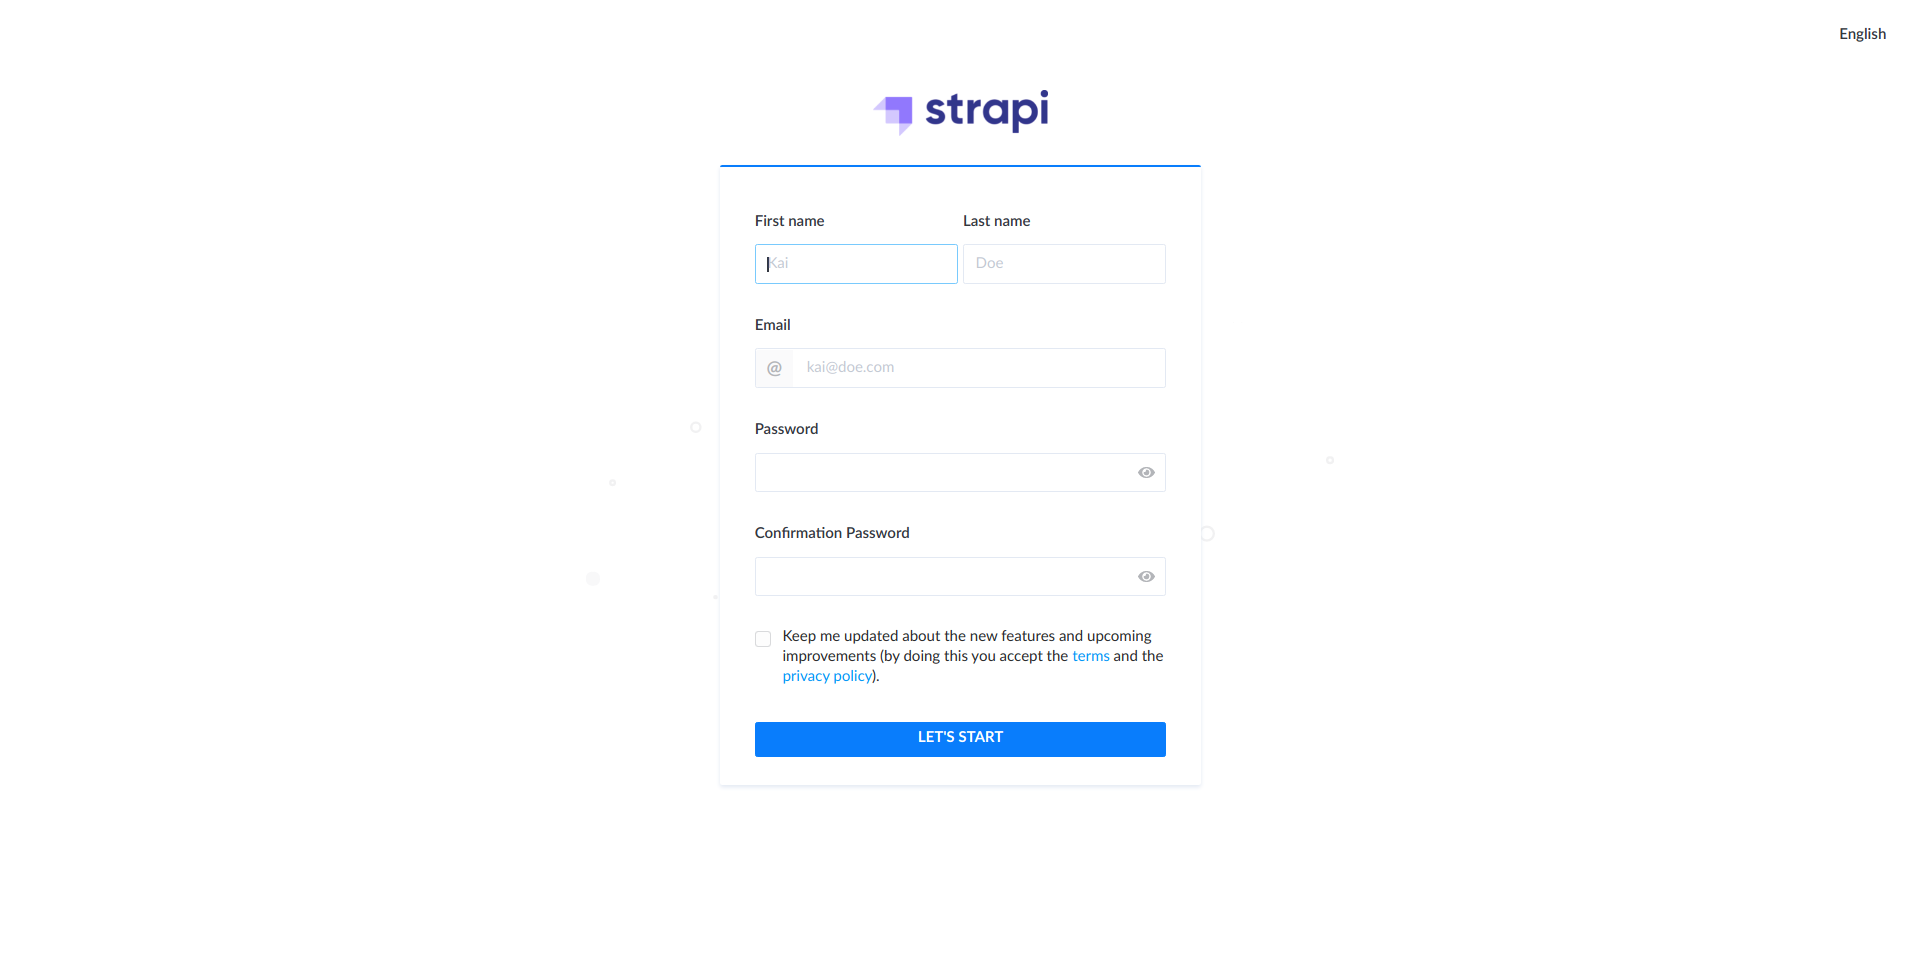 English
strapi
First name Last name
Kai Doe
Email
@ kai@doe.com
Password
Confirmation Password
Keep me updated about the new features and upcoming
improvements (by doing this you accept the terms and the
privacy policy).
LET'S START